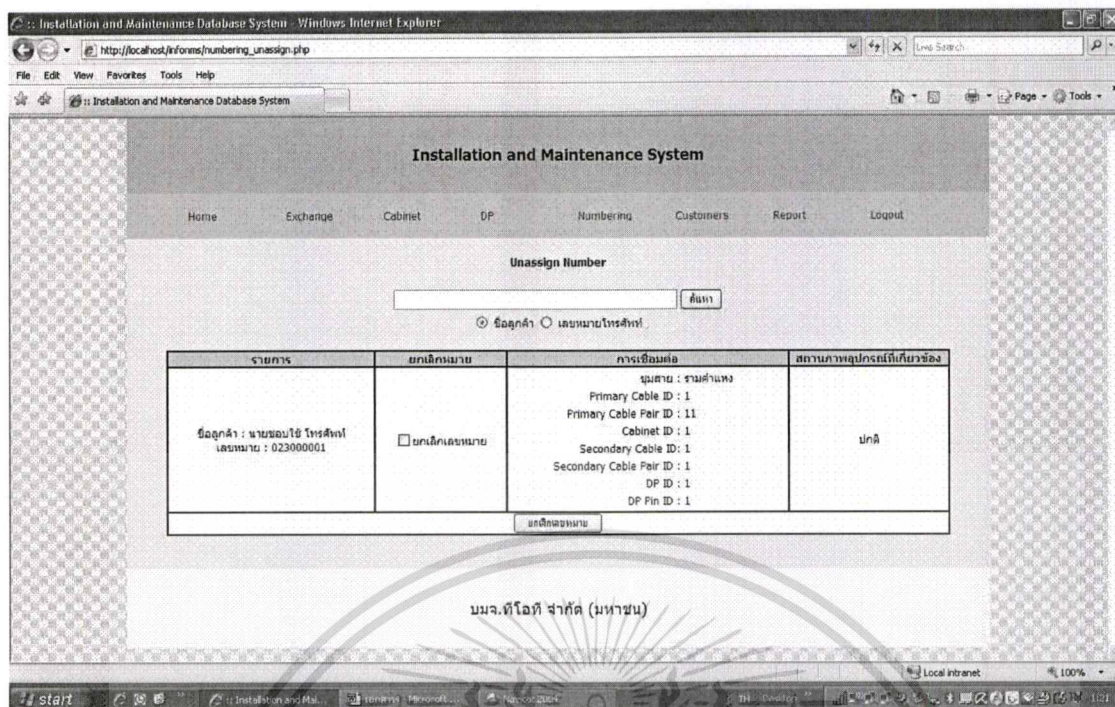 :: Installation and Maintenance Database System - Windows Internet Explorer
http://localhost/infonms/numbering_unassign.php
Live Search
File Edit View Favorites Tools Help
:: Installation and Maintenance Database System
Page Tools
Installation and Maintenance System
Home Exchange Cabinet DP Numbering Customers Report Logout
Unassign Number
ค้นหา
ชื่อลูกค้า เลขหมายโทรศัพท์
รายการ ยกเลิกหมาย การเชื่อมต่อ สถานภาพอุปกรณ์ที่เกี่ยวข้อง
ชื่อลูกค้า : นายชอบใช้ โทรศัพท์
เลขหมาย : 023000001
ยกเลิกเลขหมาย
ชุมสาย : รามคำแหง
Primary Cable ID : 1
Primary Cable Pair ID : 11
Cabinet ID : 1
Secondary Cable ID: 1
Secondary Cable Pair ID : 1
DP ID : 1
DP Pin ID : 1
ปกติ
ยกเลิกเลขหมาย
บมจ.ทีโอที จำกัด (มหาชน)
Local intranet 100%
start :: Installation and Mai... Microsoft... TH Desktop 11:21